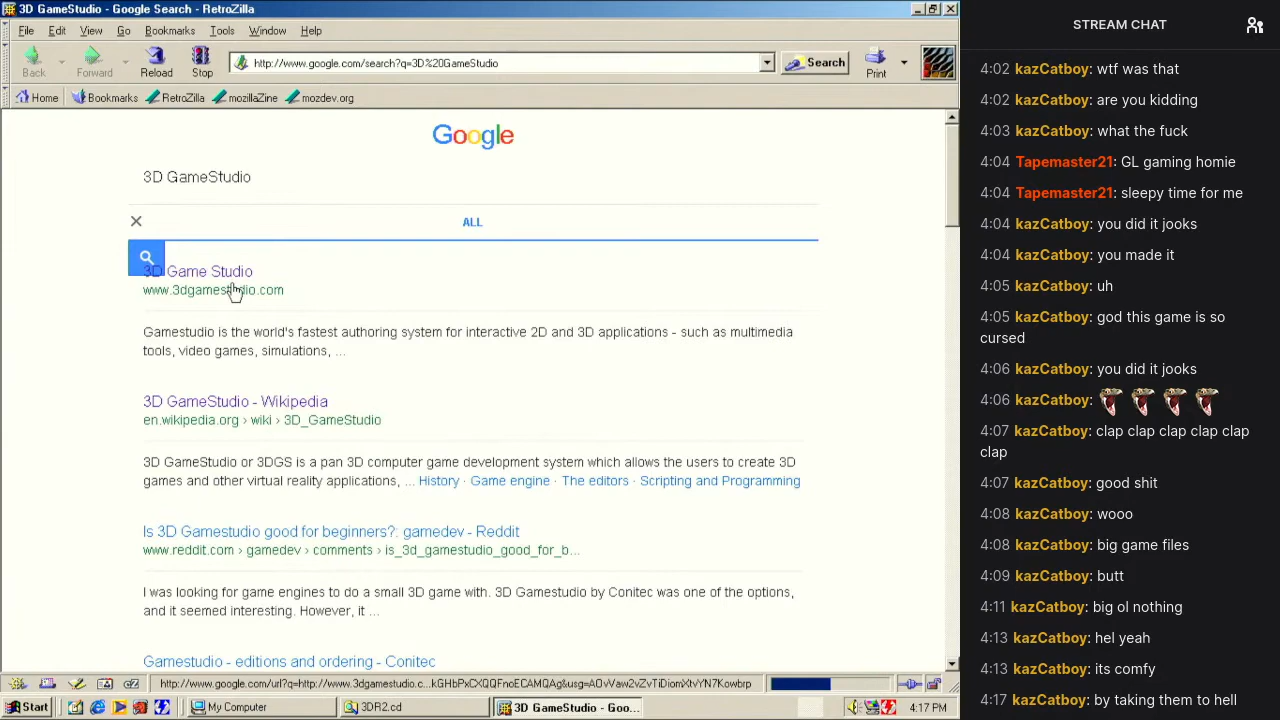 3D GameStudio - Google Search - RetroZilla
File Edit View Go Bookmarks Tools Window Help
Back Forward Reload Stop http://www.google.com/search?q=3D%20GameStudio Search Print
Home Bookmarks RetroZilla mozillaZine mozdev.org
Google
3D GameStudio
ALL
3D Game Studio
www.3dgamestudio.com
Gamestudio is the world's fastest authoring system for interactive 2D and 3D applications - such as multimedia
tools, video games, simulations, ...
3D GameStudio - Wikipedia
en.wikipedia.org › wiki › 3D_GameStudio
3D GameStudio or 3DGS is a pan 3D computer game development system which allows the users to create 3D
games and other virtual reality applications, ... History · Game engine · The editors · Scripting and Programming
Is 3D Gamestudio good for beginners?: gamedev - Reddit
www.reddit.com › gamedev › comments › is_3d_gamestudio_good_for_b...
I was looking for game engines to do a small 3D game with. 3D Gamestudio by Conitec was one of the options,
and it seemed interesting. However, it ...
Gamestudio - editions and ordering - Conitec
Start My Computer 3DR2.cd 3D GameStudio - Goo... 4:17 PM
STREAM CHAT
4:02 kazCatboy: wtf was that
4:02 kazCatboy: are you kidding
4:03 kazCatboy: what the fuck
4:04 Tapemaster21: GL gaming homie
4:04 Tapemaster21: sleepy time for me
4:04 kazCatboy: you did it jooks
4:04 kazCatboy: you made it
4:05 kazCatboy: uh
4:05 kazCatboy: god this game is so
cursed
4:06 kazCatboy: you did it jooks
4:06 kazCatboy:
4:07 kazCatboy: clap clap clap clap clap
clap
4:07 kazCatboy: good shit
4:08 kazCatboy: wooo
4:08 kazCatboy: big game files
4:09 kazCatboy: butt
4:11 kazCatboy: big ol nothing
4:13 kazCatboy: hel yeah
4:13 kazCatboy: its comfy
4:17 kazCatboy: by taking them to hell